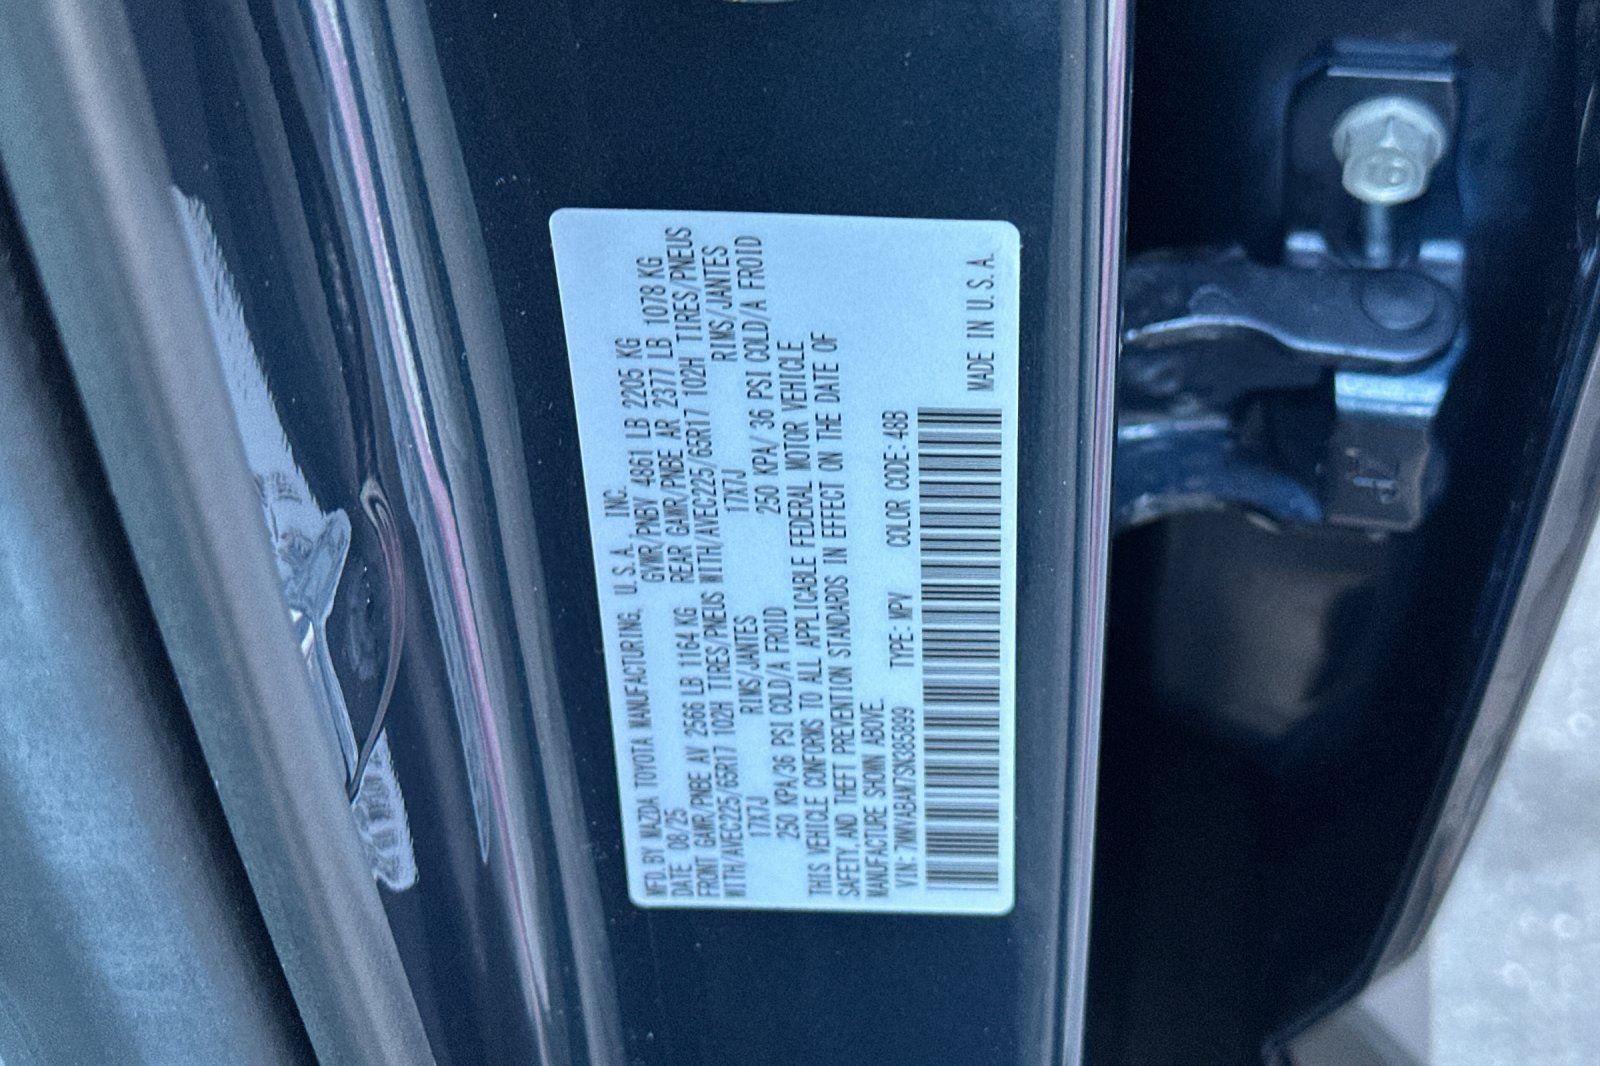 MFD. BY MAZDA TOYOTA MANUFACTURING, U.S.A., INC.
DATE 08/25 GVWR/PNBV 4861 LB 2205 KG
FRONT GAWR/PNBE AV 2566 LB 1164 KG REAR GAWR/PNBE AR 2377 LB 1078 KG
WITH/AVEC225/65R17 102H TIRES/PNEUS WITH/AVEC225/65R17 102H TIRES/PNEUS
17X7J RIMS/JANTES 17X7J RIMS/JANTES
250 KPA/36 PSI COLD/A FROID 250 KPA/36 PSI COLD/A FROID
THIS VEHICLE CONFORMS TO ALL APPLICABLE FEDERAL MOTOR VEHICLE
SAFETY, AND THEFT PREVENTION STANDARDS IN EFFECT ON THE DATE OF
MANUFACTURE SHOWN ABOVE.
VIN: 7MMVABAM7SN385899 TYPE: MPV COLOR CODE: 48B
MADE IN U.S.A.